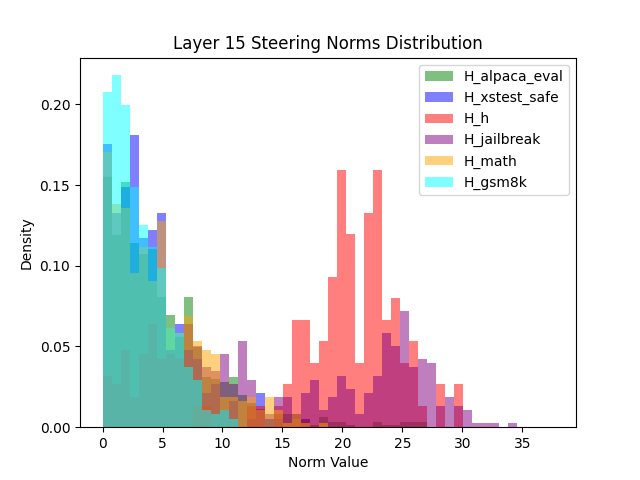 Layer 15 Steering Norms Distribution
H_alpaca_eval
H_xstest_safe
H_h
H_jailbreak
H_math
H_gsm8k
Density
0.20
0.15
0.10
0.05
0.00
0 5 10 15 20 25 30 35
Norm Value